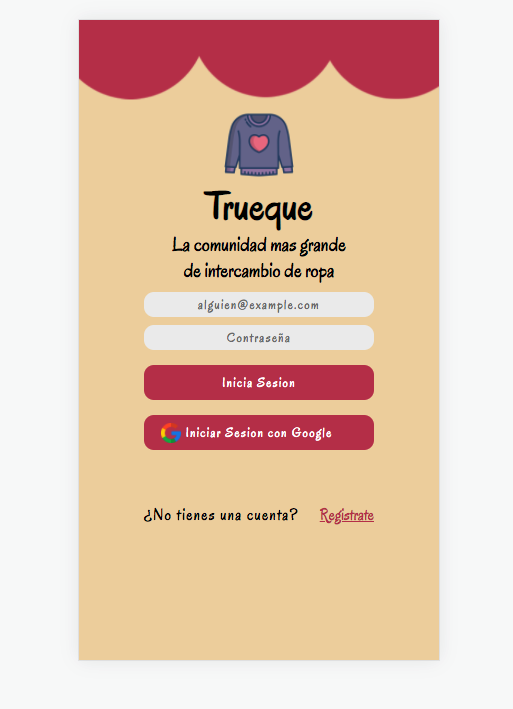 Trueque
La comunidad mas grande
de intercambio de ropa
alguien@example.com
Contraseña
Inicia Sesion
Iniciar Sesion con Google
¿No tienes una cuenta? Registrate